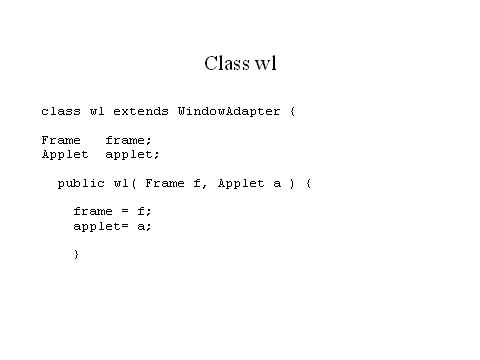 Class wl
class wl extends WindowAdapter {
Frame   frame;
Applet  applet;
  public wl( Frame f, Applet a ) {
    frame = f;
    applet= a;
    }